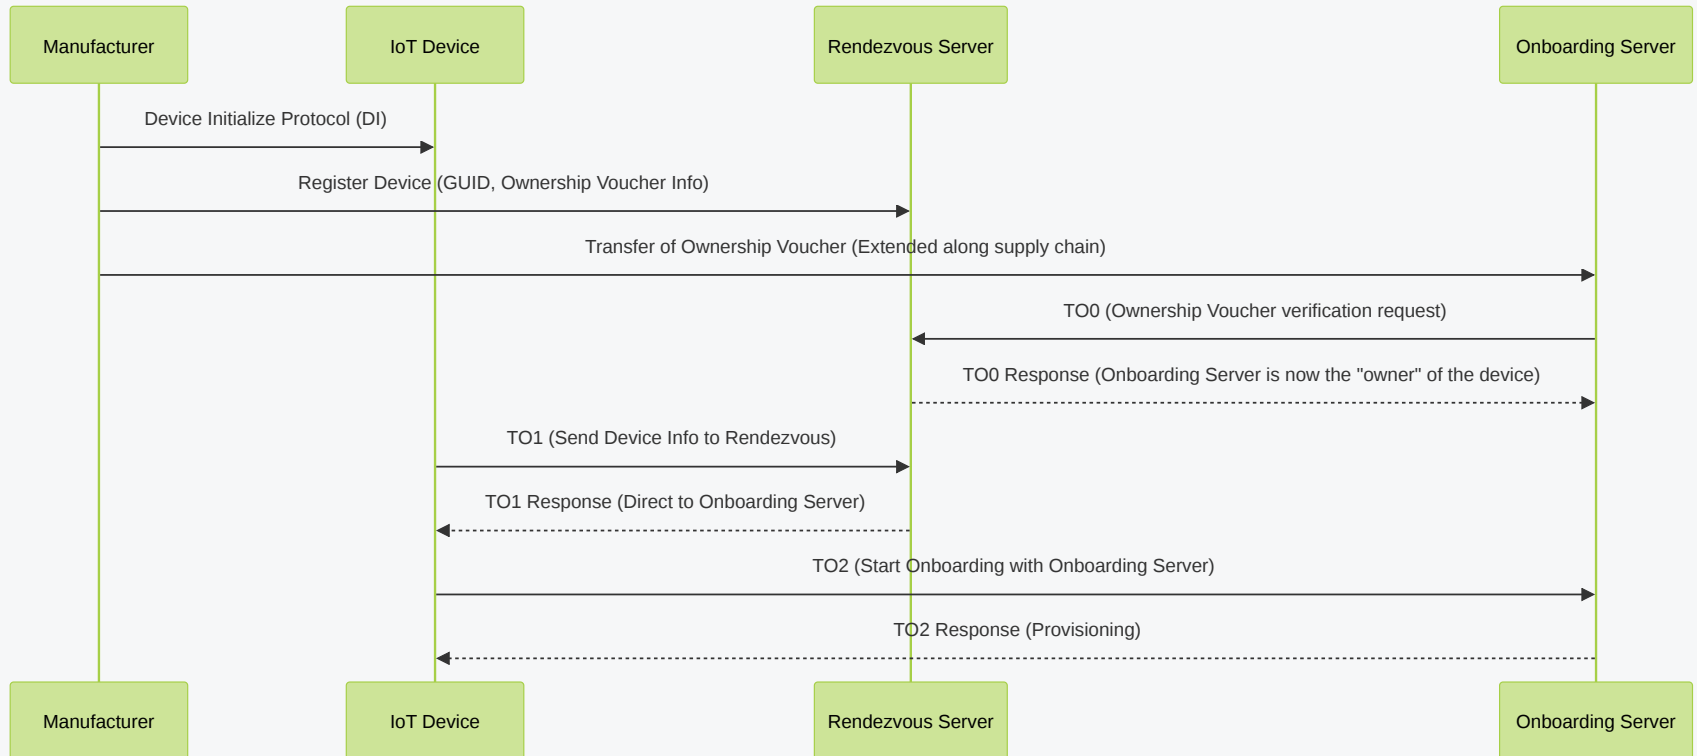 Manufacturer
IoT Device
Rendezvous Server
Onboarding Server
Device Initialize Protocol (DI)
Register Device (GUID, Ownership Voucher Info)
Transfer of Ownership Voucher (Extended along supply chain)
TO0 (Ownership Voucher verification request)
TO0 Response (Onboarding Server is now the "owner" of the device)
TO1 (Send Device Info to Rendezvous)
TO1 Response (Direct to Onboarding Server)
TO2 (Start Onboarding with Onboarding Server)
TO2 Response (Provisioning)
Manufacturer
IoT Device
Rendezvous Server
Onboarding Server